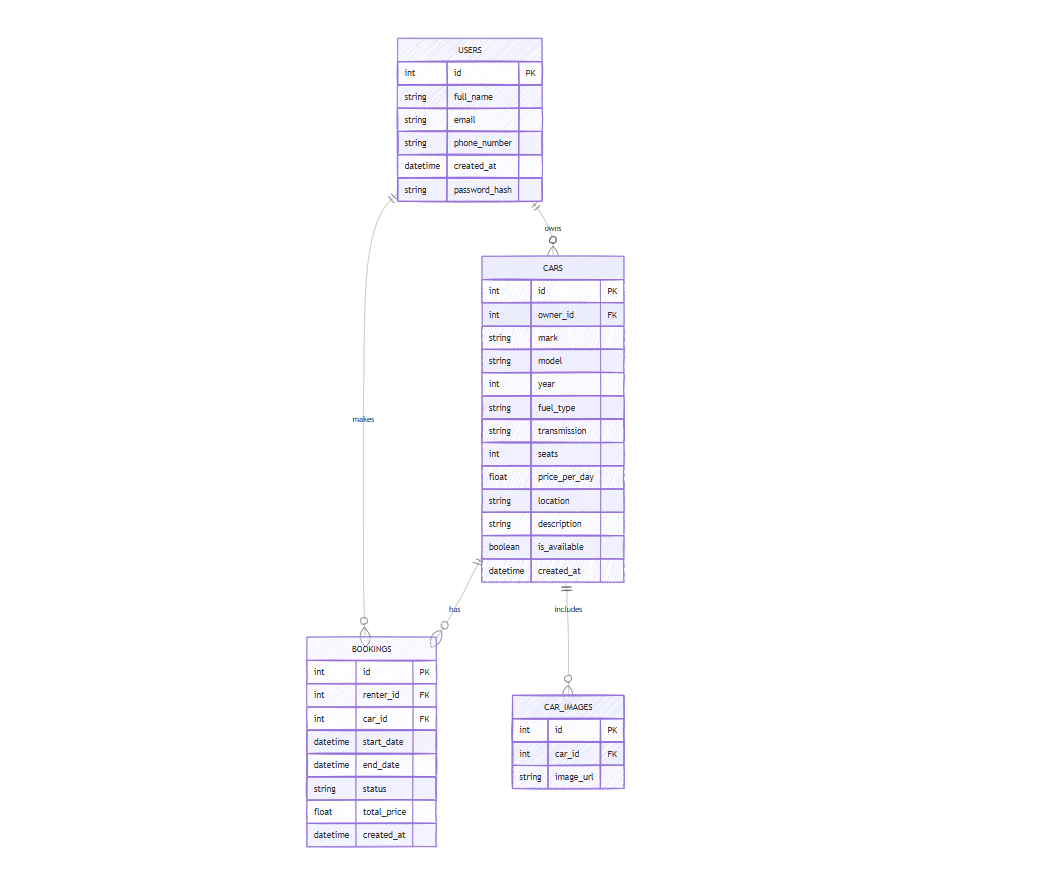 USERS
int id PK
string full_name
string email
string phone_number
datetime created_at
string password_hash
owns
CARS
int id PK
int owner_id FK
string mark
string model
int year
string fuel_type
string transmission
int seats
float price_per_day
string location
string description
boolean is_available
datetime created_at
makes
has
includes
BOOKINGS
int id PK
int renter_id FK
int car_id FK
datetime start_date
datetime end_date
string status
float total_price
datetime created_at
CAR_IMAGES
int id PK
int car_id FK
string image_url